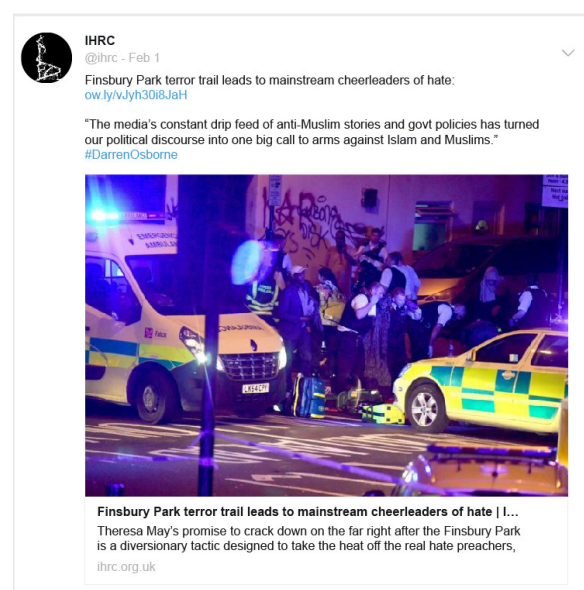 IHRC
@ihrc - Feb 1
Finsbury Park terror trail leads to mainstream cheerleaders of hate:
ow.ly/vJyh30i8JaH
“The media's constant drip feed of anti-Muslim stories and govt policies has turned
our political discourse into one big call to arms against Islam and Muslims.”
#DarrenOsborne
EMERGENCY
AMBULANCE
LK64CPY
Finsbury Park terror trail leads to mainstream cheerleaders of hate | I...
Theresa May's promise to crack down on the far right after the Finsbury Park
is a diversionary tactic designed to take the heat off the real hate preachers,
ihrc.org.uk